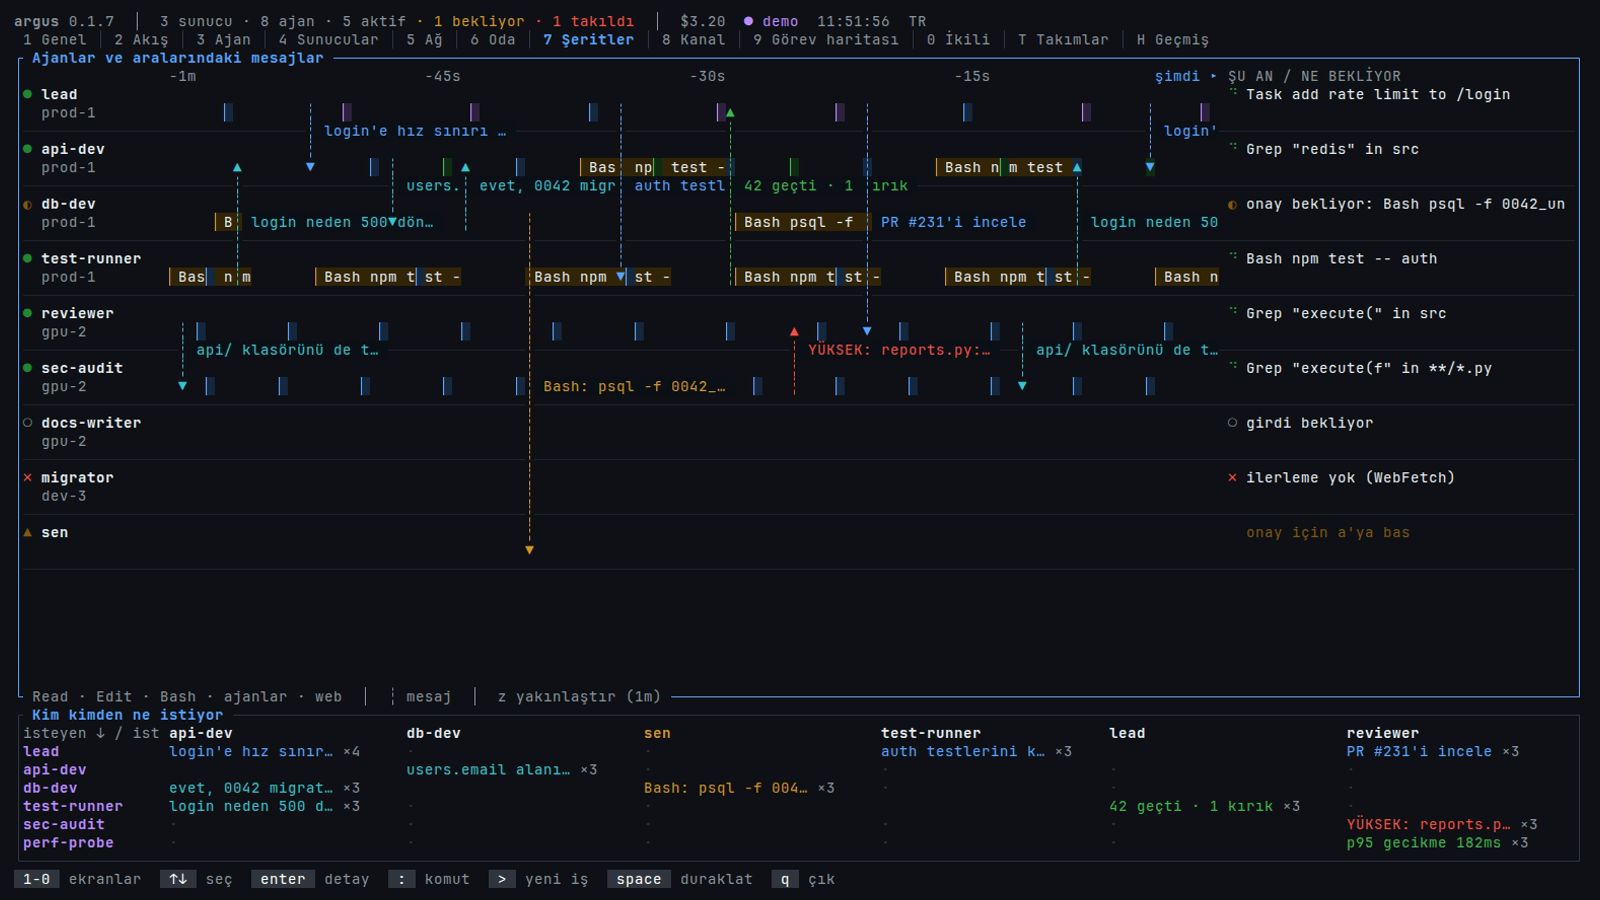 argus 0.1.7 │ 3 sunucu · 8 ajan · 5 aktif · 1 bekliyor · 1 takıldı │ $3.20 ● demo 11:51:56 TR
1 Genel │ 2 Akış │ 3 Ajan │ 4 Sunucular │ 5 Ağ │ 6 Oda │ 7 Şeritler │ 8 Kanal │ 9 Görev haritası │ 0 İkili │ T Takımlar │ H Geçmiş
Ajanlar ve aralarındaki mesajlar
-1m -45s -30s -15s şimdi ‣ ŞU AN / NE BEKLİYOR
● lead Task add rate limit to /login
prod-1
login'e hız sınırı … login'
● api-dev Grep "redis" in src
prod-1 Bas np test - Bash n m test
users. evet, 0042 migr auth testl 42 geçti · 1 ırık
◐ db-dev ◐ onay bekliyor: Bash psql -f 0042_un
prod-1 B login neden 500 dön… Bash psql -f PR #231'i incele login neden 50
● test-runner Bash npm test -- auth
prod-1 Bas n m Bash npm t st - Bash npm st - Bash npm t st - Bash npm t st - Bash n
● reviewer Grep "execute(" in src
gpu-2
api/ klasörünü de t… YÜKSEK: reports.py:… api/ klasörünü de t…
● sec-audit Grep "execute(f" in **/*.py
gpu-2 Bash: psql -f 0042_…
○ docs-writer ○ girdi bekliyor
gpu-2
× migrator × ilerleme yok (WebFetch)
dev-3
▲ sen onay için a'ya bas
Read · Edit · Bash · ajanlar · web │ ┆ mesaj │ z yakınlaştır (1m)
Kim kimden ne istiyor
isteyen ↓ / ist api-dev db-dev sen test-runner lead reviewer
lead login'e hız sınır… ×4 · · auth testlerini k… ×3 · PR #231'i incele ×3
api-dev · users.email alanı… ×3 · · · ·
db-dev evet, 0042 migrat… ×3 · Bash: psql -f 004… ×3 · · ·
test-runner login neden 500 d… ×3 · · · 42 geçti · 1 kırık ×3 ·
sec-audit · · · · · YÜKSEK: reports.p… ×3
perf-probe · · · · · p95 gecikme 182ms ×3
1-0 ekranlar ↑↓ seç enter detay : komut > yeni iş space duraklat q çık